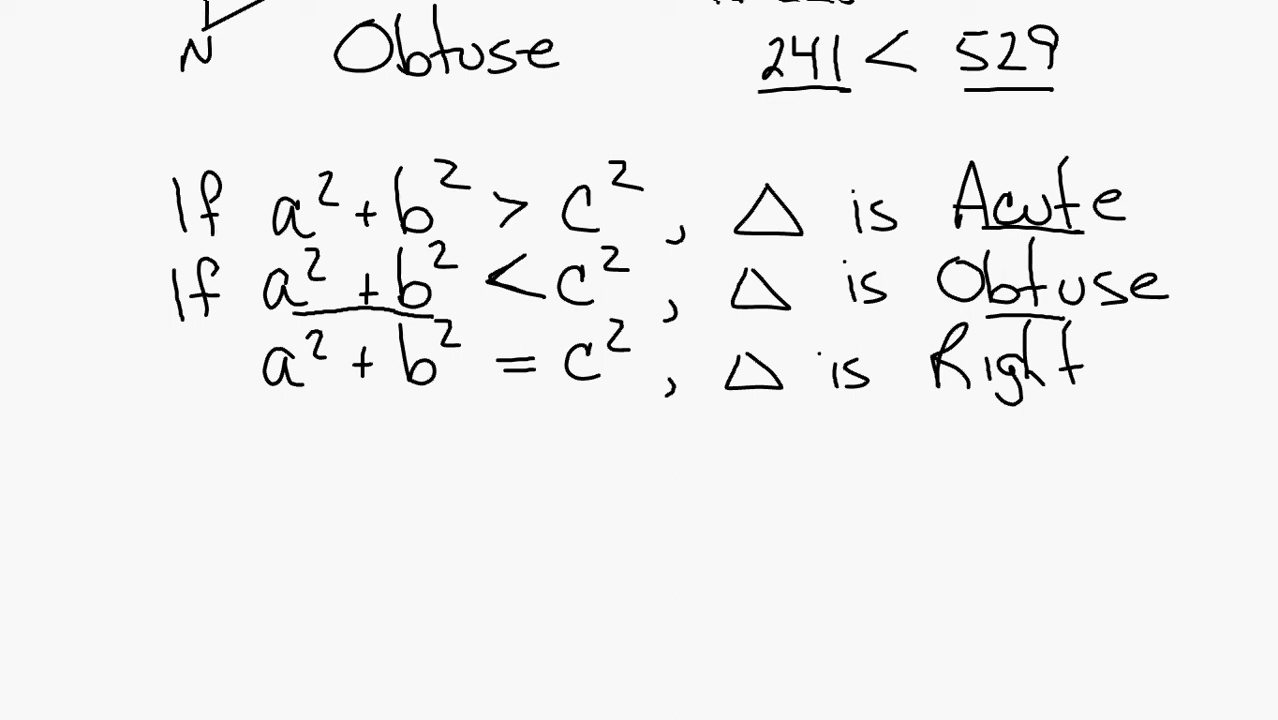 N Obtuse 241 < 529
If a² + b² > c², △ is Acute
If a² + b² < c², △ is Obtuse
a² + b² = c², △ is Right